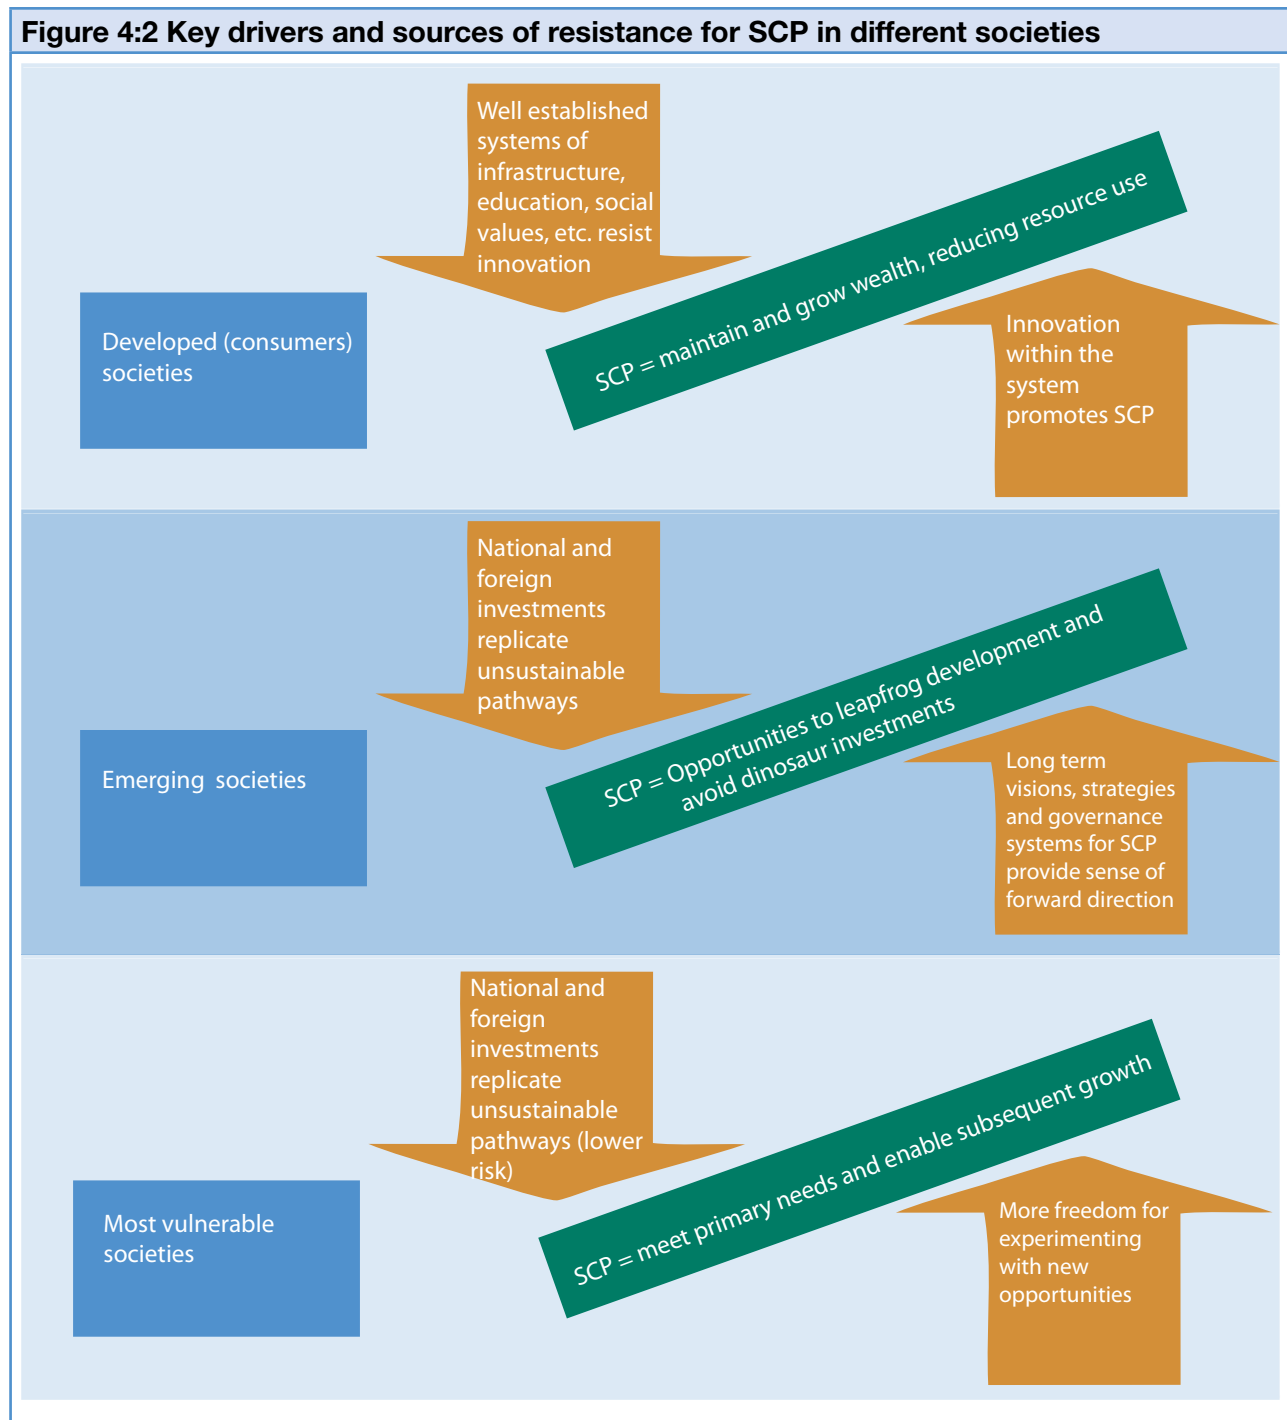 Figure 4:2 Key drivers and sources of resistance for SCP in different societies
Well established
systems of
infrastructure,
education, social
values, etc. resist
innovation
Developed (consumers)
societies
SCP = maintain and grow wealth, reducing resource use
Innovation
within the
system
promotes SCP
National and
foreign
investments
replicate
unsustainable
pathways
Emerging  societies
SCP = Opportunities to leapfrog development and
avoid dinosaur investments
Long term
visions, strategies
and governance
systems for SCP
provide sense of
forward direction
National and
foreign
investments
replicate
unsustainable
pathways (lower
risk)
Most vulnerable
societies
SCP = meet primary needs and enable subsequent growth
More freedom for
experimenting
with new
opportunities